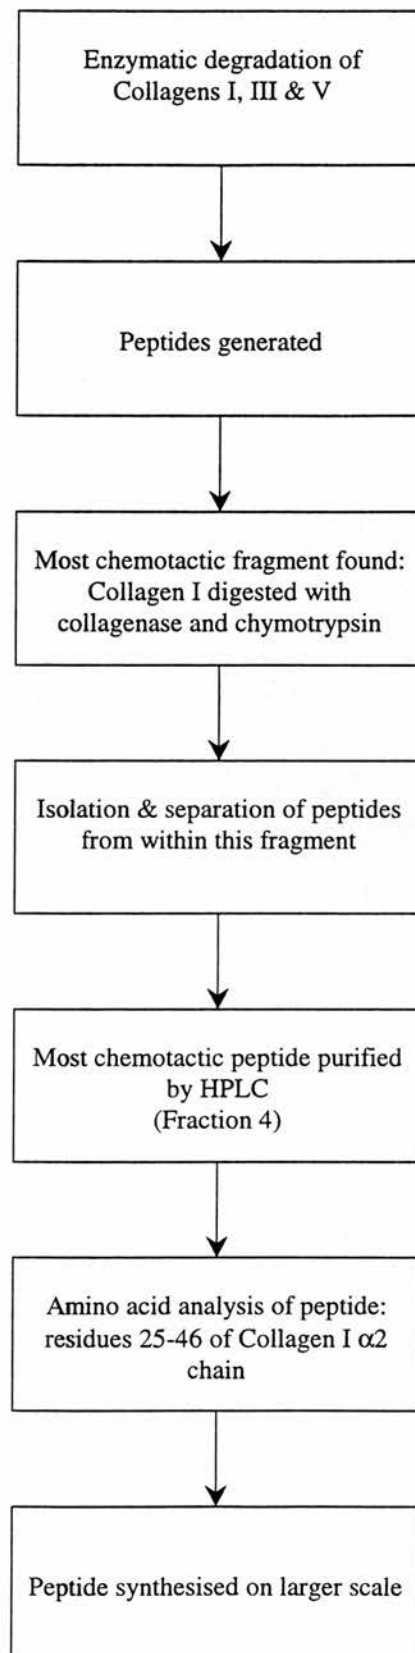 Enzymatic degradation of
Collagens I, III & V
Peptides generated
Most chemotactic fragment found:
Collagen I digested with
collagenase and chymotrypsin
Isolation & separation of peptides
from within this fragment
Most chemotactic peptide purified
by HPLC
(Fraction 4)
Amino acid analysis of peptide:
residues 25-46 of Collagen I α2
chain
Peptide synthesised on larger scale